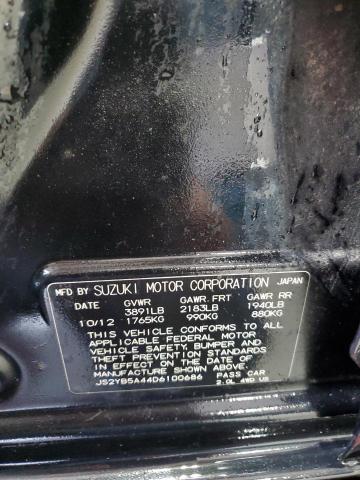 MFD BY SUZUKI MOTOR CORPORATION JAPAN
DATE GVWR GAWR FRT GAWR RR
3891LB 2183LB 1940LB
10/12 1765KG 990KG 880KG
THIS VEHICLE CONFORMS TO ALL
APPLICABLE FEDERAL MOTOR
VEHICLE SAFETY, BUMPER AND
THEFT PREVENTION STANDARDS
IN EFFECT ON THE DATE OF
MANUFACTURE SHOWN ABOVE.
JS2YB5A44D6100686 PASS CAR
2.0L 4WD US